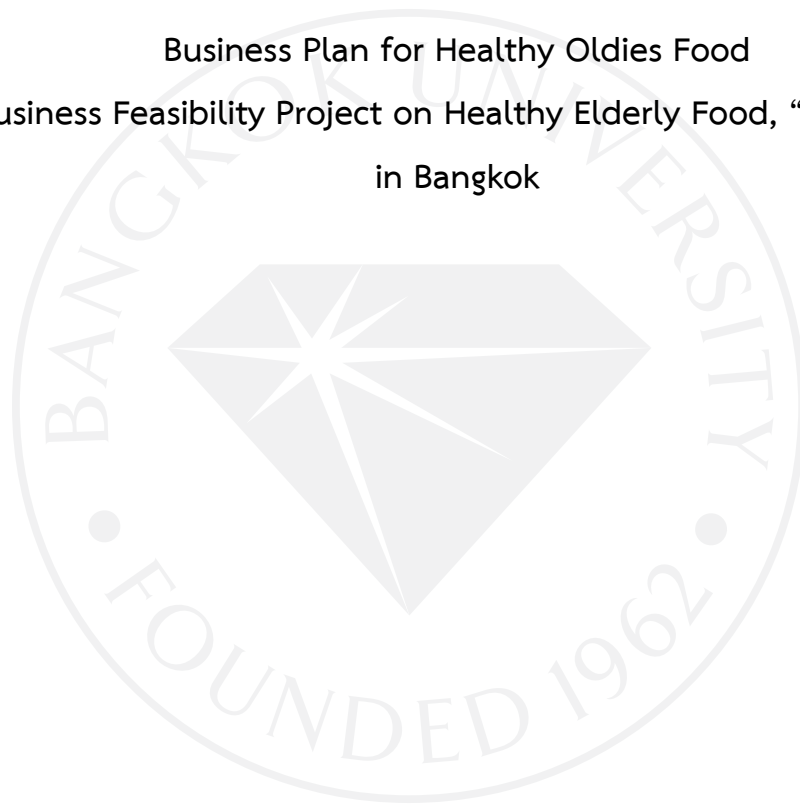 Business Plan for Healthy Oldies Food
usiness Feasibility Project on Healthy Elderly Food, “
in Bangkok
BANGKOK UNIVERSITY
• FOUNDED 1962 •